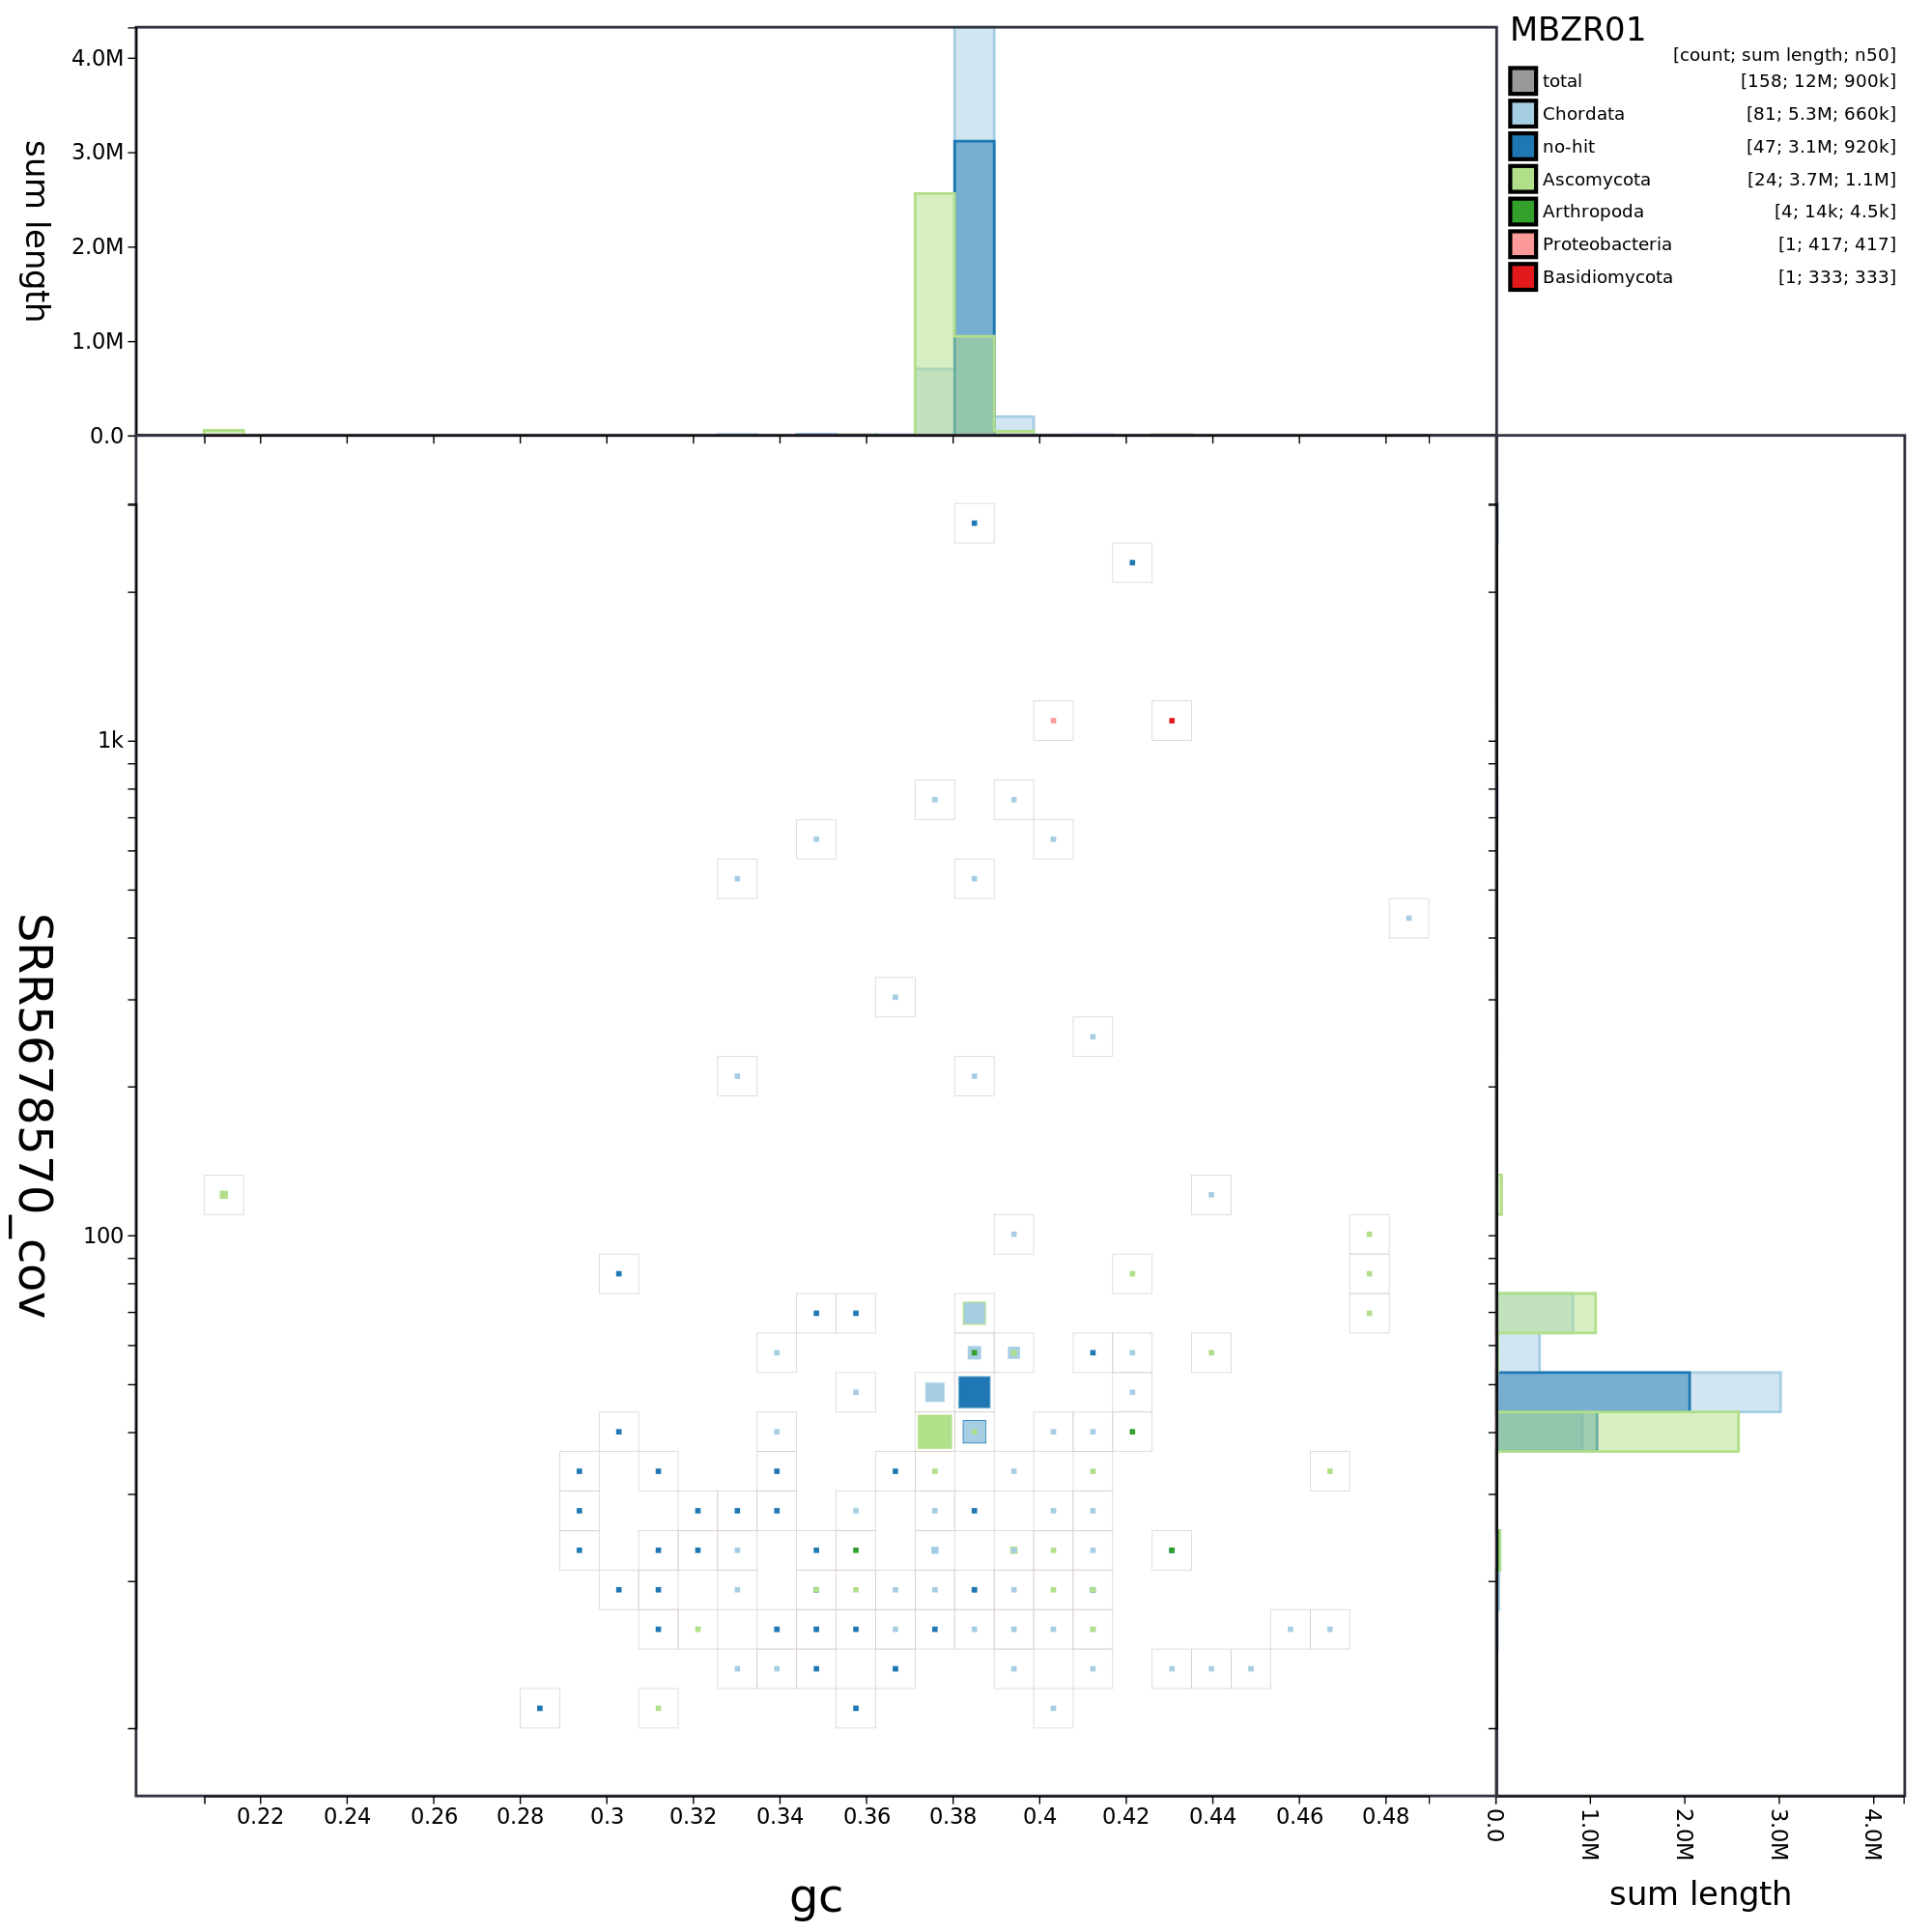 MBZR01
[count; sum length; n50]
total [158; 12M; 900k]
Chordata [81; 5.3M; 660k]
no-hit [47; 3.1M; 920k]
Ascomycota [24; 3.7M; 1.1M]
Arthropoda [4; 14k; 4.5k]
Proteobacteria [1; 417; 417]
Basidiomycota [1; 333; 333]
sum length
4.0M
3.0M
2.0M
1.0M
0.0
SRR5678570_cov
1k
100
0.22 0.24 0.26 0.28 0.3 0.32 0.34 0.36 0.38 0.4 0.42 0.44 0.46 0.48
gc
0.0 1.0M 2.0M 3.0M 4.0M
sum length